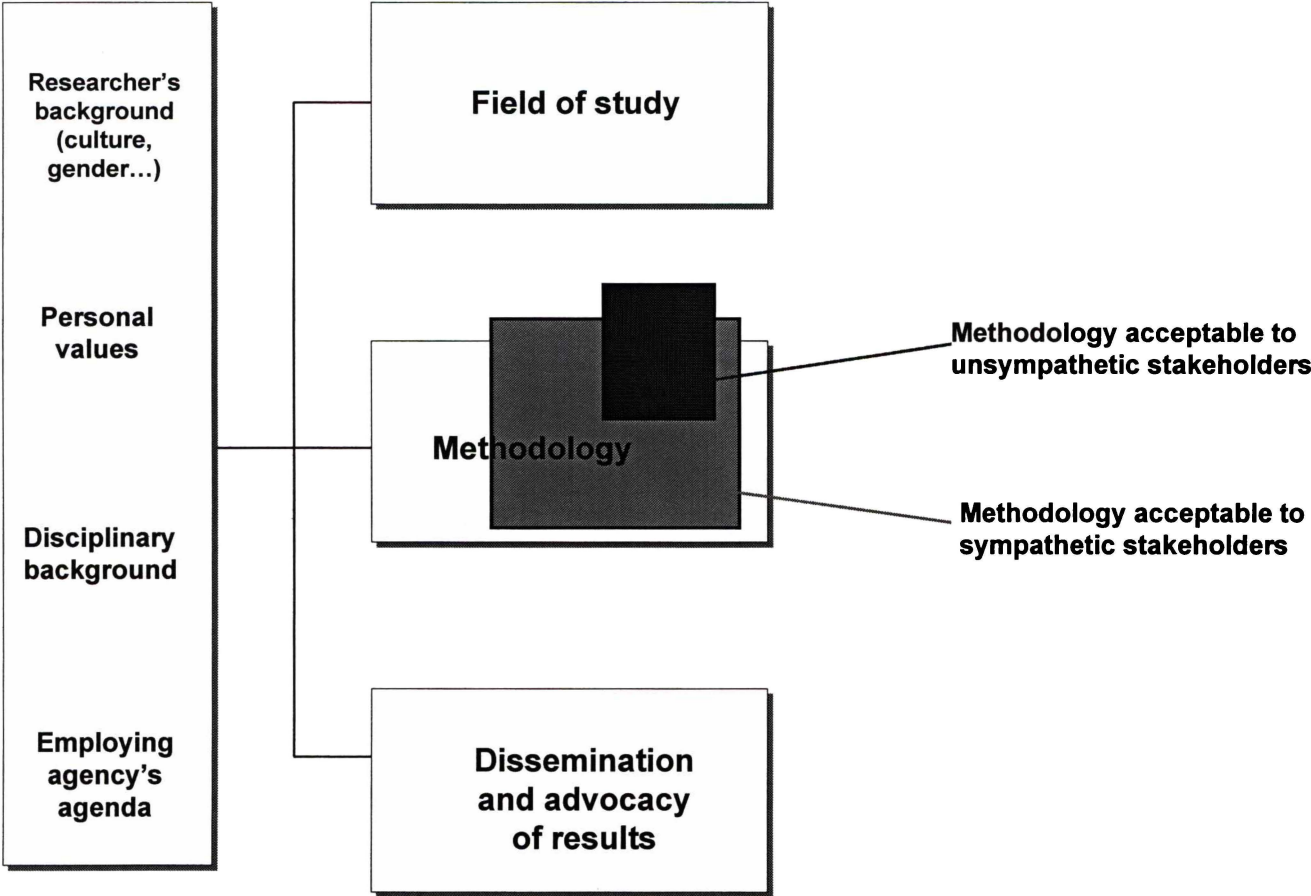 Researcher's
background
(culture,
gender...)
Personal
values
Disciplinary
background
Employing
agency's
agenda
Field of study
Methodology
Dissemination
and advocacy
of results
Methodology acceptable to
unsympathetic stakeholders
Methodology acceptable to
sympathetic stakeholders